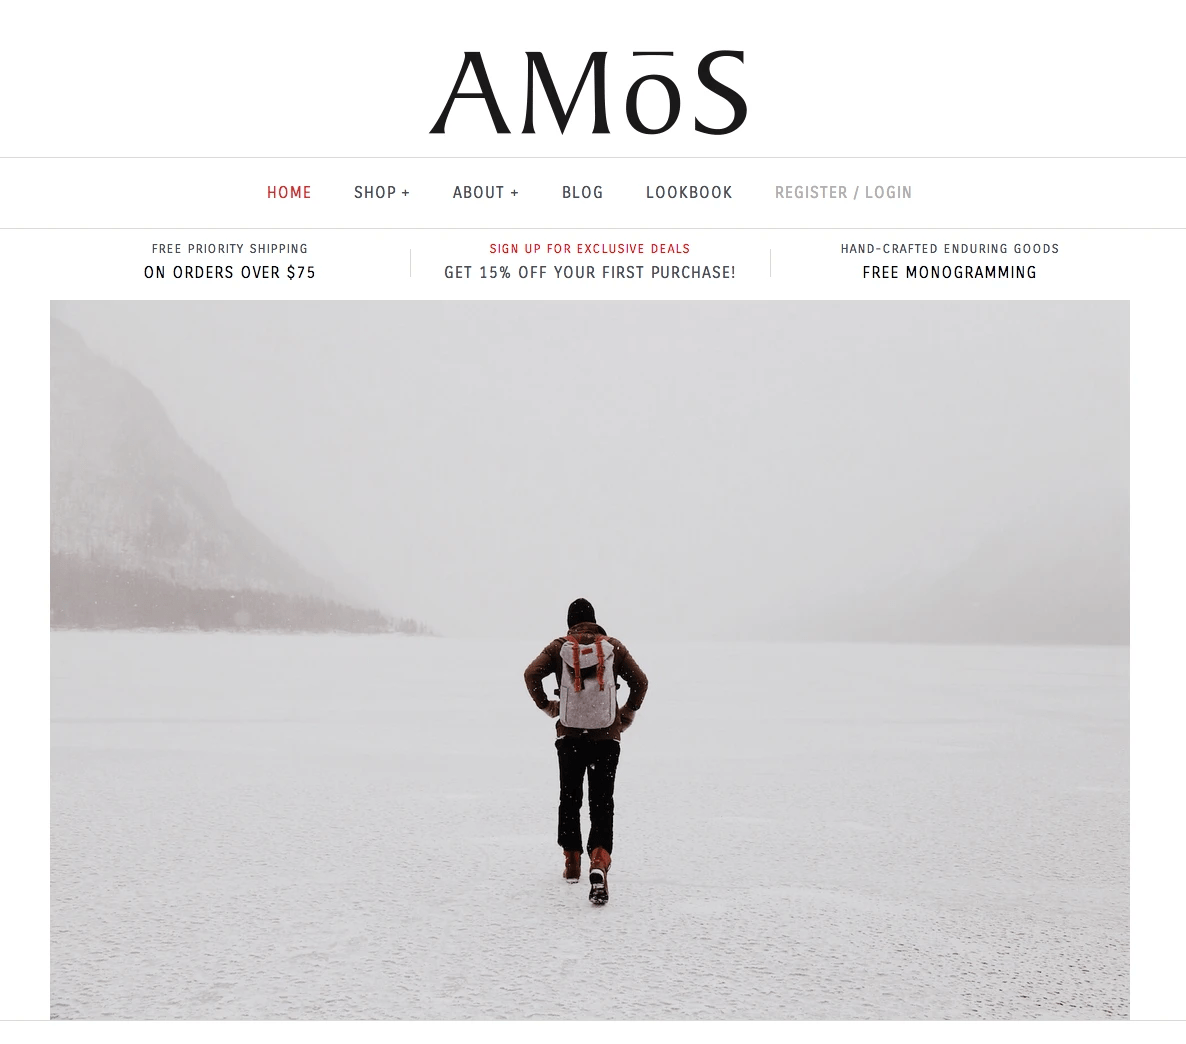 AMōS
HOME SHOP + ABOUT + BLOG LOOKBOOK REGISTER / LOGIN
FREE PRIORITY SHIPPING
ON ORDERS OVER $75
SIGN UP FOR EXCLUSIVE DEALS
GET 15% OFF YOUR FIRST PURCHASE!
HAND-CRAFTED ENDURING GOODS
FREE MONOGRAMMING